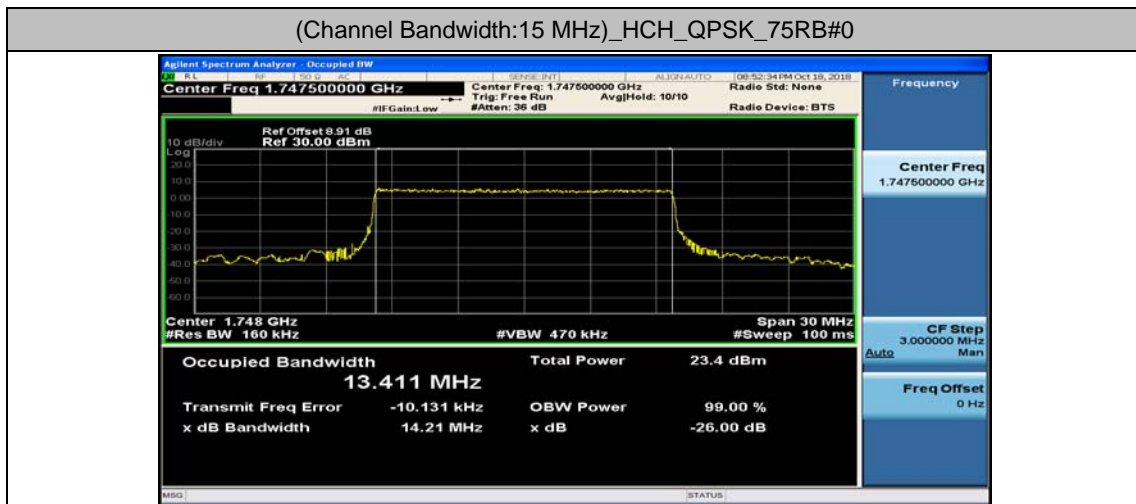 (Channel Bandwidth:15 MHz)_HCH_QPSK_75RB#0
Agilent Spectrum Analyzer - Occupied BW
RL RF 50 Ω AC SENSE:INT ALIGN AUTO 08:52:34 PM Oct 18, 2018
Center Freq 1.747500000 GHz
Center Freq: 1.747500000 GHz
Radio Std: None
Trig: Free Run
Avg|Hold: 10/10
#IFGain:Low
#Atten: 36 dB
Radio Device: BTS
Ref Offset 8.91 dB
10 dB/div
Ref 30.00 dBm
Log
20.0
10.0
0.00
-10.0
-20.0
-30.0
-40.0
-50.0
-60.0
Center 1.748 GHz
Span 30 MHz
#Res BW 160 kHz
#VBW 470 kHz
#Sweep 100 ms
Occupied Bandwidth
Total Power
23.4 dBm
13.411 MHz
Transmit Freq Error
-10.131 kHz
OBW Power
99.00 %
x dB Bandwidth
14.21 MHz
x dB
-26.00 dB
MSG
STATUS
Frequency
Center Freq
1.747500000 GHz
CF Step
3.000000 MHz
Auto Man
Freq Offset
0 Hz